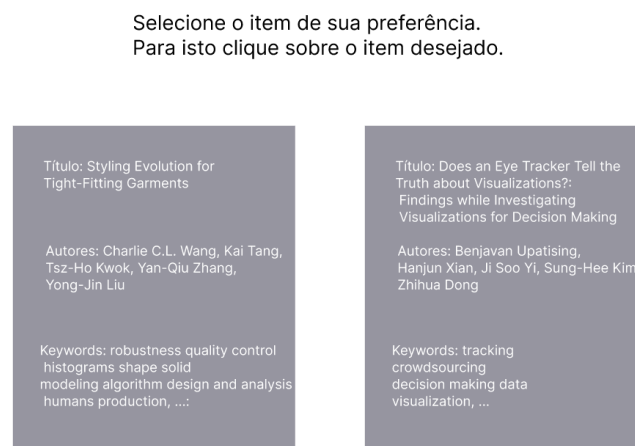 Selecione o item de sua preferência.
Para isto clique sobre o item desejado.
Título: Styling Evolution for
Tight-Fitting Garments
Autores: Charlie C.L. Wang, Kai Tang,
Tsz-Ho Kwok, Yan-Qiu Zhang,
Yong-Jin Liu
Keywords: robustness quality control
histograms shape solid
modeling algorithm design and analysis
humans production, ...:
Título: Does an Eye Tracker Tell the
Truth about Visualizations?:
Findings while Investigating
Visualizations for Decision Making
Autores: Benjavan Upatising,
Hanjun Xian, Ji Soo Yi, Sung-Hee Kim
Zhihua Dong
Keywords: tracking
crowdsourcing
decision making data
visualization, ...